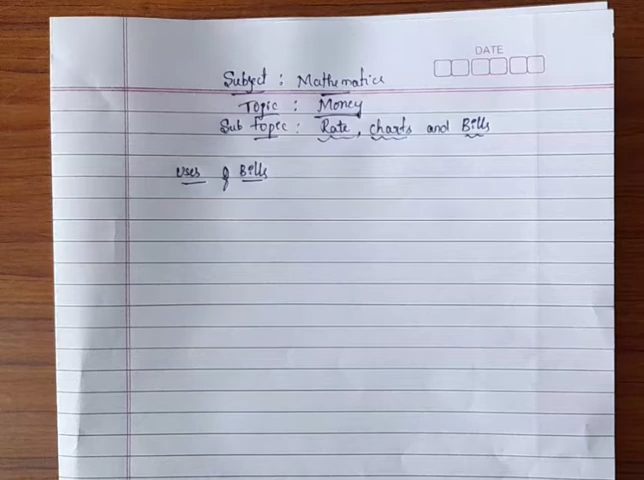 DATE
Subject : Mathematics
Topic : Money
Sub topic : Rate, charts and Bills
Uses of Bills